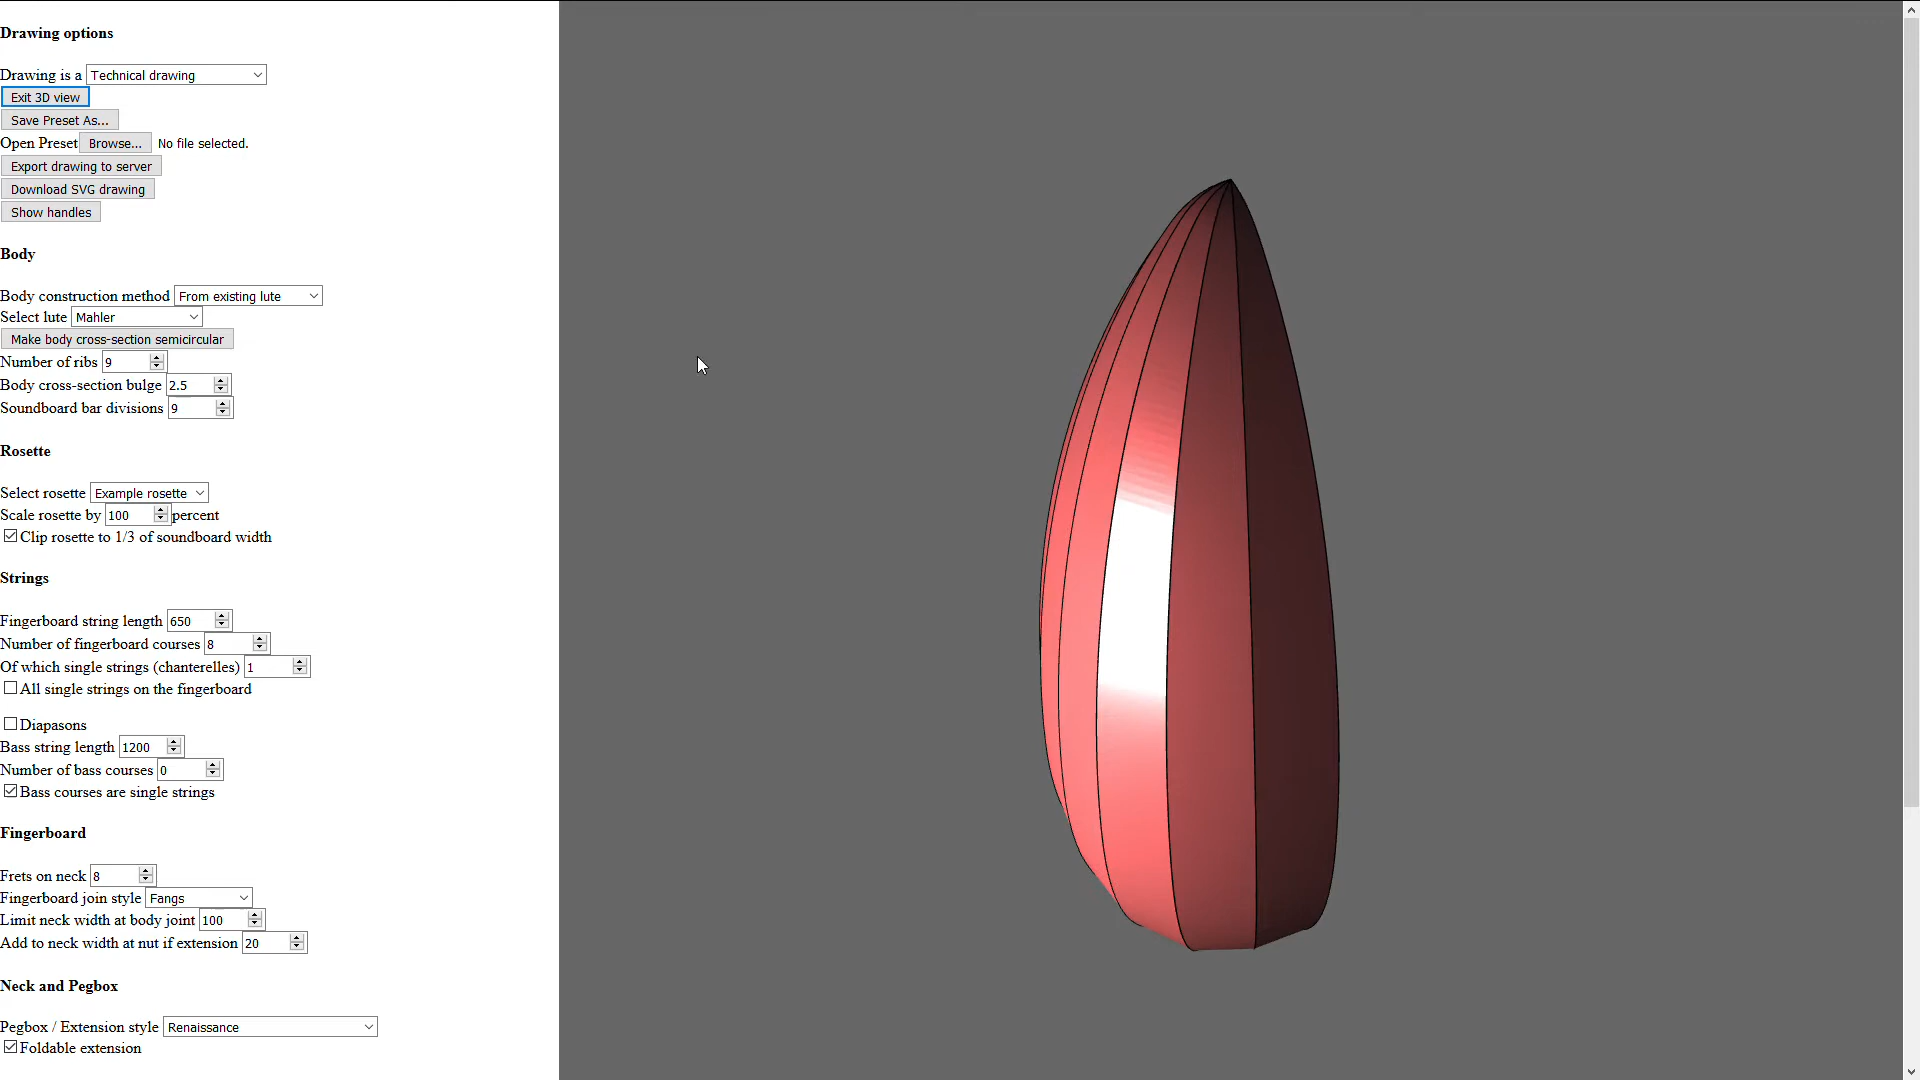 Drawing options
Drawing is a Technical drawing
Exit 3D view
Save Preset As...
Open Preset Browse... No file selected.
Export drawing to server
Download SVG drawing
Show handles
Body
Body construction method From existing lute
Select lute Mahler
Make body cross-section semicircular
Number of ribs 9
Body cross-section bulge 2.5
Soundboard bar divisions 9
Rosette
Select rosette Example rosette
Scale rosette by 100 percent
Clip rosette to 1/3 of soundboard width
Strings
Fingerboard string length 650
Number of fingerboard courses 8
Of which single strings (chanterelles) 1
All single strings on the fingerboard
Diapasons
Bass string length 1200
Number of bass courses 0
Bass courses are single strings
Fingerboard
Frets on neck 8
Fingerboard join style Fangs
Limit neck width at body joint 100
Add to neck width at nut if extension 20
Neck and Pegbox
Pegbox / Extension style Renaissance
Foldable extension